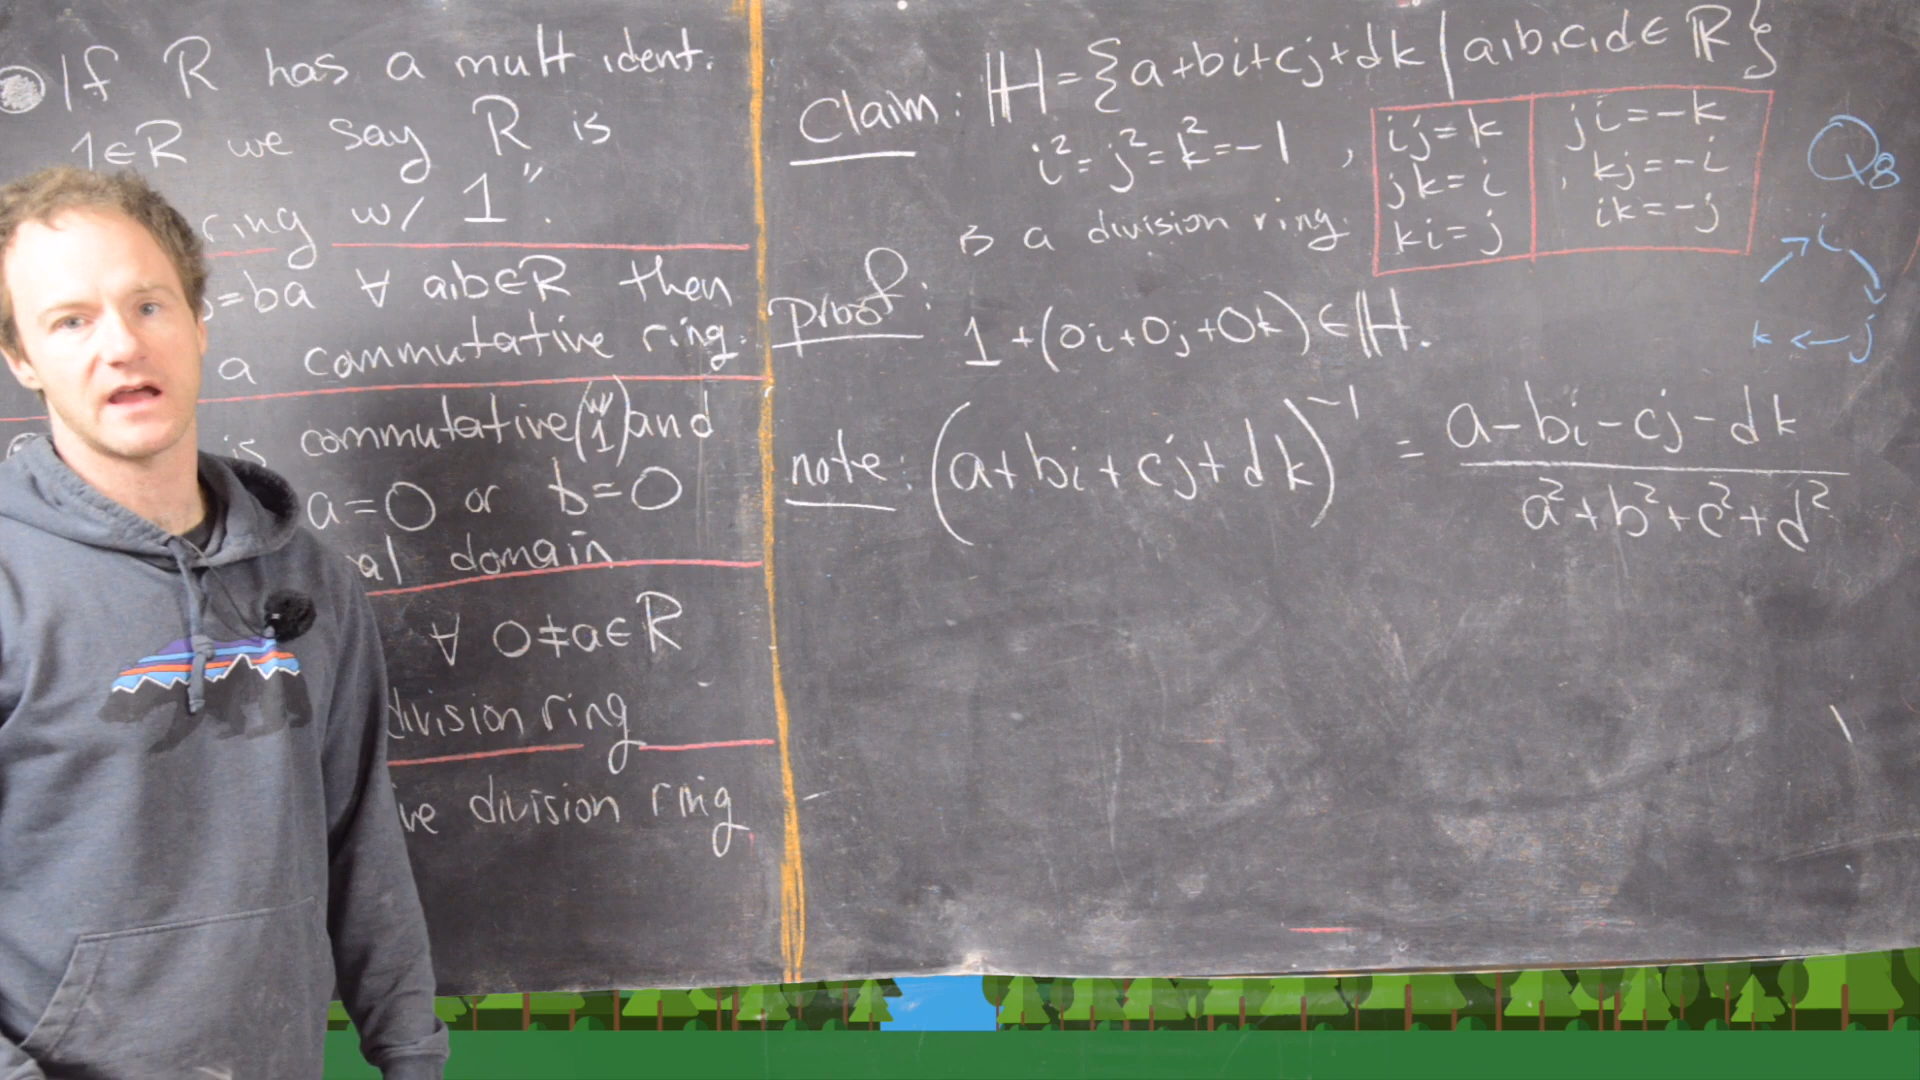 If R has a mult ident.
1∈R we say R is
ring w/ 1".
=ba ∀ a,b∈R then
a commutative ring.
is commutative (w/ 1) and
a=0 or b=0
al domain
∀ 0≠a∈R
division ring
ve division ring
Claim: ℍ={a+bi+cj+dk | a,b,c,d∈ℝ}
i²=j²=k²=-1,
ij=k
jk=i
ki=j
, ji=-k
kj=-i
ik=-j
is a division ring.
Q₈
i
k ← j
Proof: 1+(0i+0j+0k)∈ℍ.
note: (a+bi+cj+dk)⁻¹ = a-bi-cj-dk
a²+b²+c²+d²